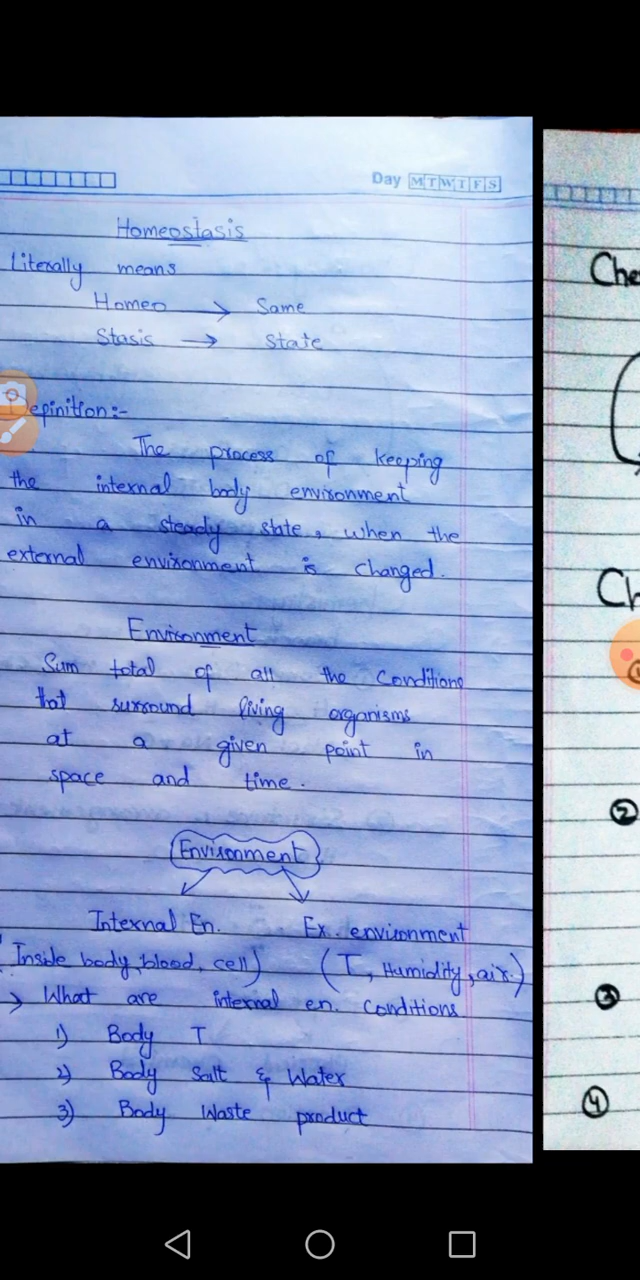 Day M T W T F S
Homeostasis
Literally means
Homeo → Same
Stasis → State
efinition:-
The process of keeping
the internal body environment
in a steady state, when the
external environment is changed.
Environment
Sum total of all the conditions
that surround living organisms
at a given point in
space and time.
Environment
Internal En. Ex. environment
Inside body, blood, cell) (T, Humidity, air.)
> What are internal en. conditions
1) Body T
2) Body Salt & Water
3) Body Waste product
Che
Ch
①
②
③
④